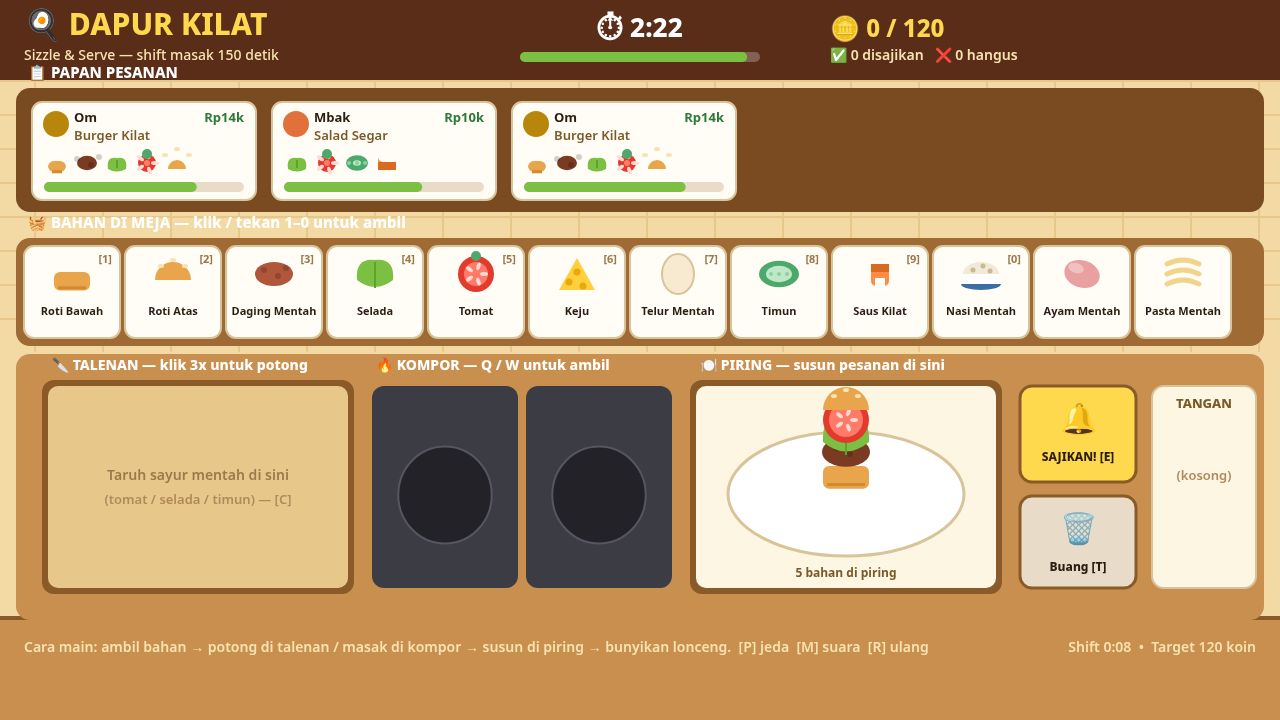 🍳 DAPUR KILAT
Sizzle & Serve — shift masak 150 detik
⏱ 2:22
🪙 0 / 120
✅ 0 disajikan ❌ 0 hangus
📋 PAPAN PESANAN
Om Rp14k
Burger Kilat
Mbak Rp10k
Salad Segar
Om Rp14k
Burger Kilat
🧺 BAHAN DI MEJA — klik / tekan 1–0 untuk ambil
[1] [2] [3] [4] [5] [6] [7] [8] [9] [0]
Roti Bawah Roti Atas Daging Mentah Selada Tomat Keju Telur Mentah Timun Saus Kilat Nasi Mentah Ayam Mentah Pasta Mentah
🔪 TALENAN — klik 3x untuk potong
🔥 KOMPOR — Q / W untuk ambil
🍽️ PIRING — susun pesanan di sini
Taruh sayur mentah di sini
(tomat / selada / timun) — [C]
5 bahan di piring
🔔
SAJIKAN! [E]
🗑️
Buang [T]
TANGAN
(kosong)
Cara main: ambil bahan → potong di talenan / masak di kompor → susun di piring → bunyikan lonceng. [P] jeda [M] suara [R] ulang
Shift 0:08 • Target 120 koin